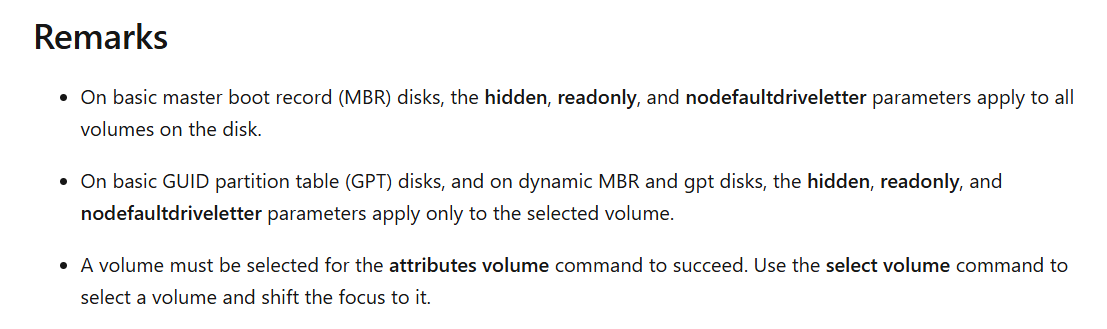 Remarks
On basic master boot record (MBR) disks, the hidden, readonly, and nodefaultdriveletter parameters apply to all
volumes on the disk.
On basic GUID partition table (GPT) disks, and on dynamic MBR and gpt disks, the hidden, readonly, and
nodefaultdriveletter parameters apply only to the selected volume.
A volume must be selected for the attributes volume command to succeed. Use the select volume command to
select a volume and shift the focus to it.